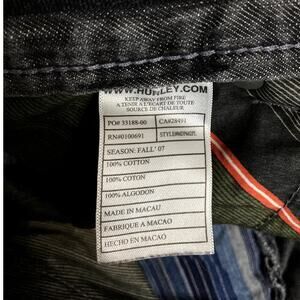 WWW.HURLEY.COM
KEEP AWAY FROM FIRE
A TENIR A L'ECART DE TOUTE
SOURCE DE CHALEUR
PO# 33188-00 CA#28491
RN#0100691
SEASON: FALL' 07
100% COTTON
100% COTON
100% ALGODON
MADE IN MACAU
FABRIQUE A MACAO
HECHO EN MACAO